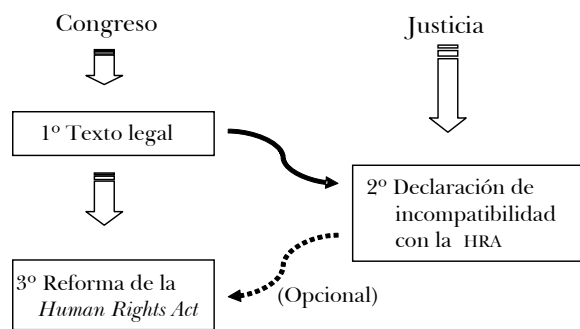 Congreso
Justicia
1º Texto legal
2º Declaración de
incompatibilidad
con la HRA
3º Reforma de la
Human Rights Act
(Opcional)